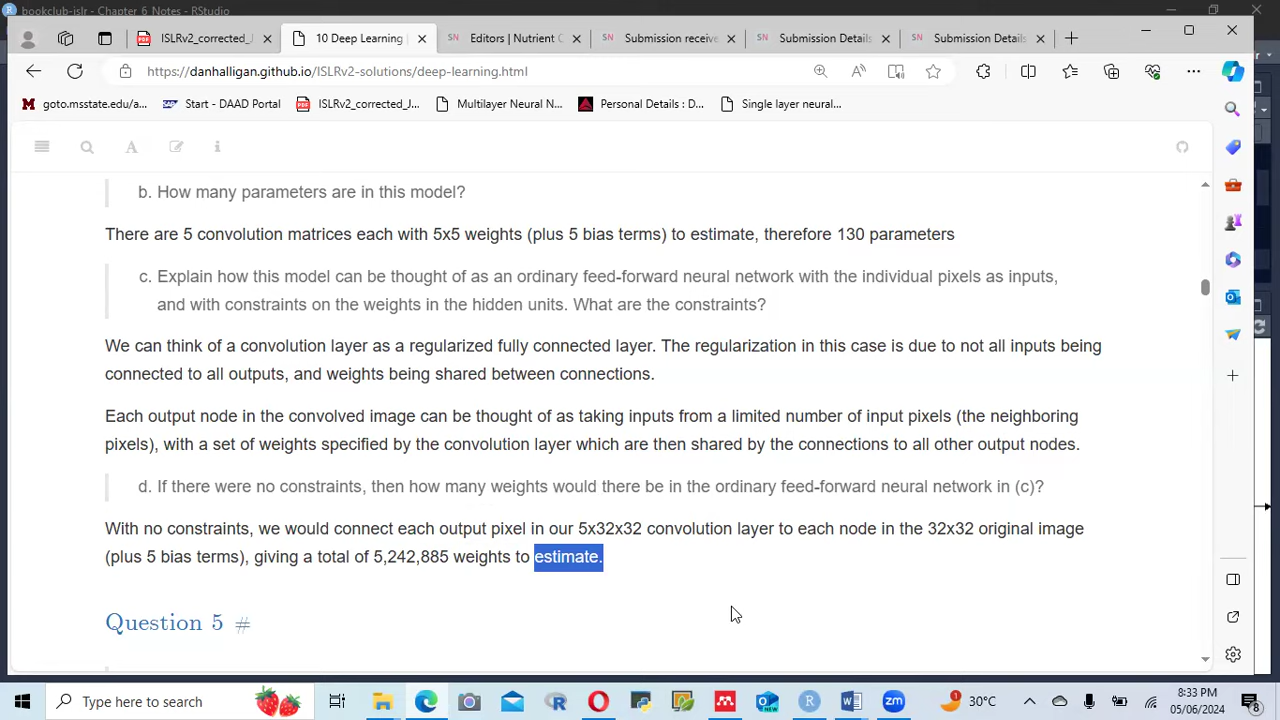 bookclub-islr - Chapter 6 Notes - RStudio
ISLRv2_corrected_J...
10 Deep Learning
SN Editors | Nutrient C
SN Submission receive
SN Submission Details
SN Submission Details
https://danhalligan.github.io/ISLRv2-solutions/deep-learning.html
goto.msstate.edu/a...
SAP Start - DAAD Portal
PDF ISLRv2_corrected_J...
Multilayer Neural N...
Personal Details : D...
Single layer neural...
b. How many parameters are in this model?
There are 5 convolution matrices each with 5x5 weights (plus 5 bias terms) to estimate, therefore 130 parameters
c. Explain how this model can be thought of as an ordinary feed-forward neural network with the individual pixels as inputs,
and with constraints on the weights in the hidden units. What are the constraints?
We can think of a convolution layer as a regularized fully connected layer. The regularization in this case is due to not all inputs being
connected to all outputs, and weights being shared between connections.
Each output node in the convolved image can be thought of as taking inputs from a limited number of input pixels (the neighboring
pixels), with a set of weights specified by the convolution layer which are then shared by the connections to all other output nodes.
d. If there were no constraints, then how many weights would there be in the ordinary feed-forward neural network in (c)?
With no constraints, we would connect each output pixel in our 5x32x32 convolution layer to each node in the 32x32 original image
(plus 5 bias terms), giving a total of 5,242,885 weights to estimate.
Question 5 #
Type here to search
30°C
8:33 PM
05/06/2024
8